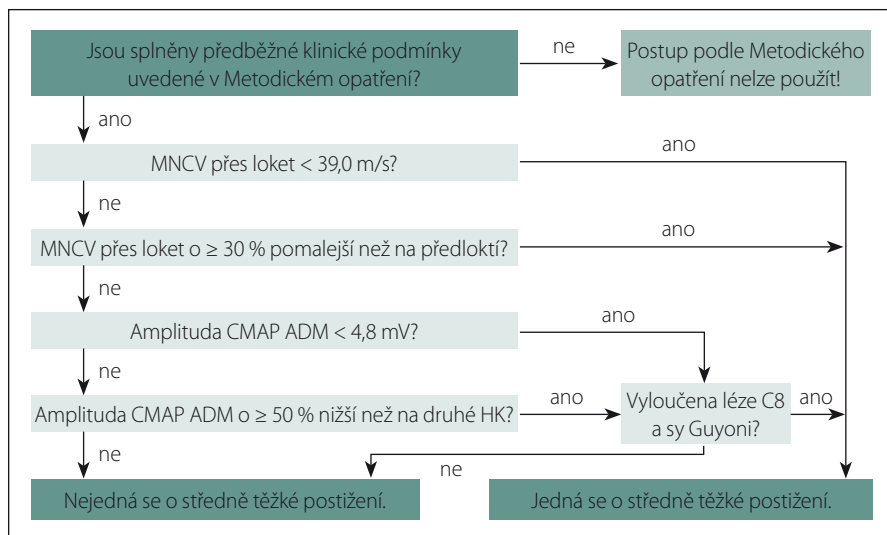 Jsou splněny předběžné klinické podmínky
uvedené v Metodickém opatření?
ne
Postup podle Metodického
opatření nelze použít!
ano
MNCV přes loket < 39,0 m/s?
ano
ne
MNCV přes loket o ≥ 30 % pomalejší než na předloktí?
ano
ne
Amplituda CMAP ADM < 4,8 mV?
ano
ne
Amplituda CMAP ADM o ≥ 50 % nižší než na druhé HK?
ano
Vyloučena léze C8
a sy Guyoni?
ano
ne
ne
Nejedná se o středně těžké postižení.
Jedná se o středně těžké postižení.